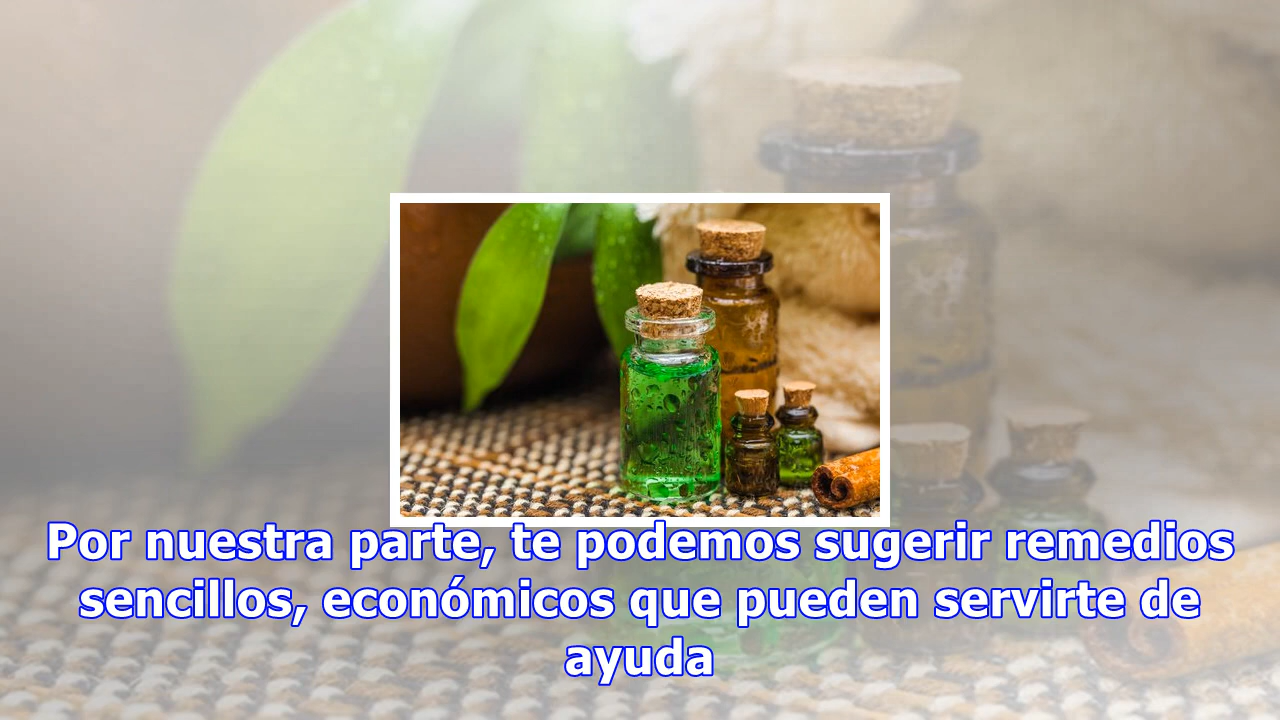 Por nuestra parte, te podemos sugerir remedios
sencillos, económicos que pueden servirte de
ayuda